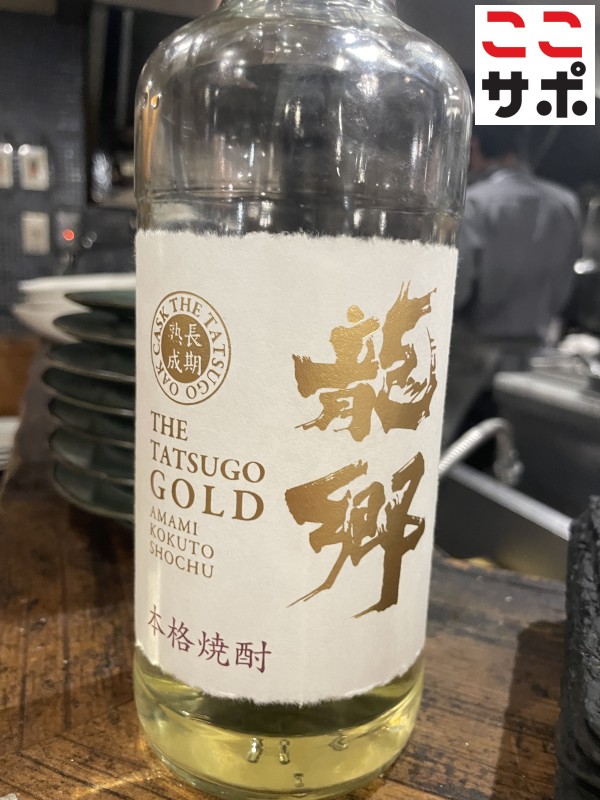 ここ
サポ
龍郷
OAK CASK THE TATSUGO
長期
熟成
THE
TATSUGO
GOLD
AMAMI
KOKUTO
SHOCHU
本格焼酎